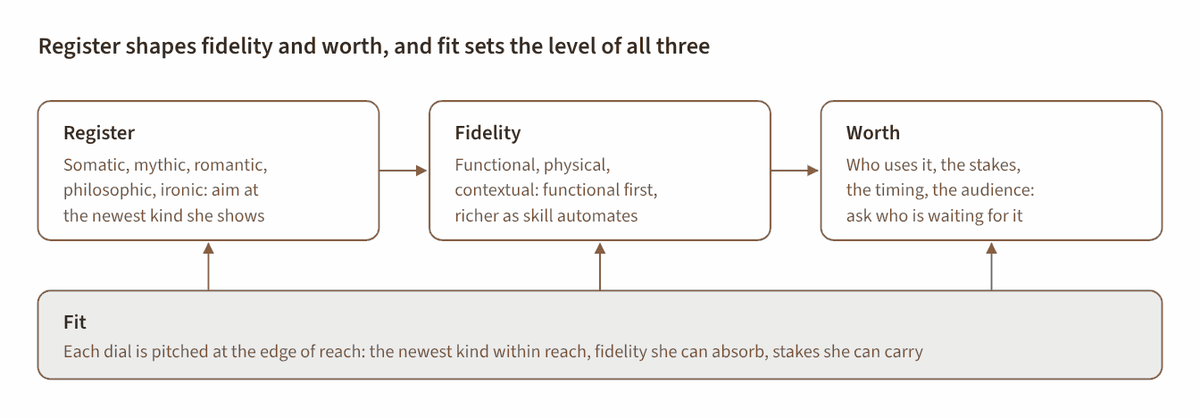 Register shapes fidelity and worth, and fit sets the level of all three
Register
Somatic, mythic, romantic,
philosophic, ironic: aim at
the newest kind she shows
Fidelity
Functional, physical,
contextual: functional first,
richer as skill automates
Worth
Who uses it, the stakes,
the timing, the audience:
ask who is waiting for it
Fit
Each dial is pitched at the edge of reach: the newest kind within reach, fidelity she can absorb, stakes she can carry